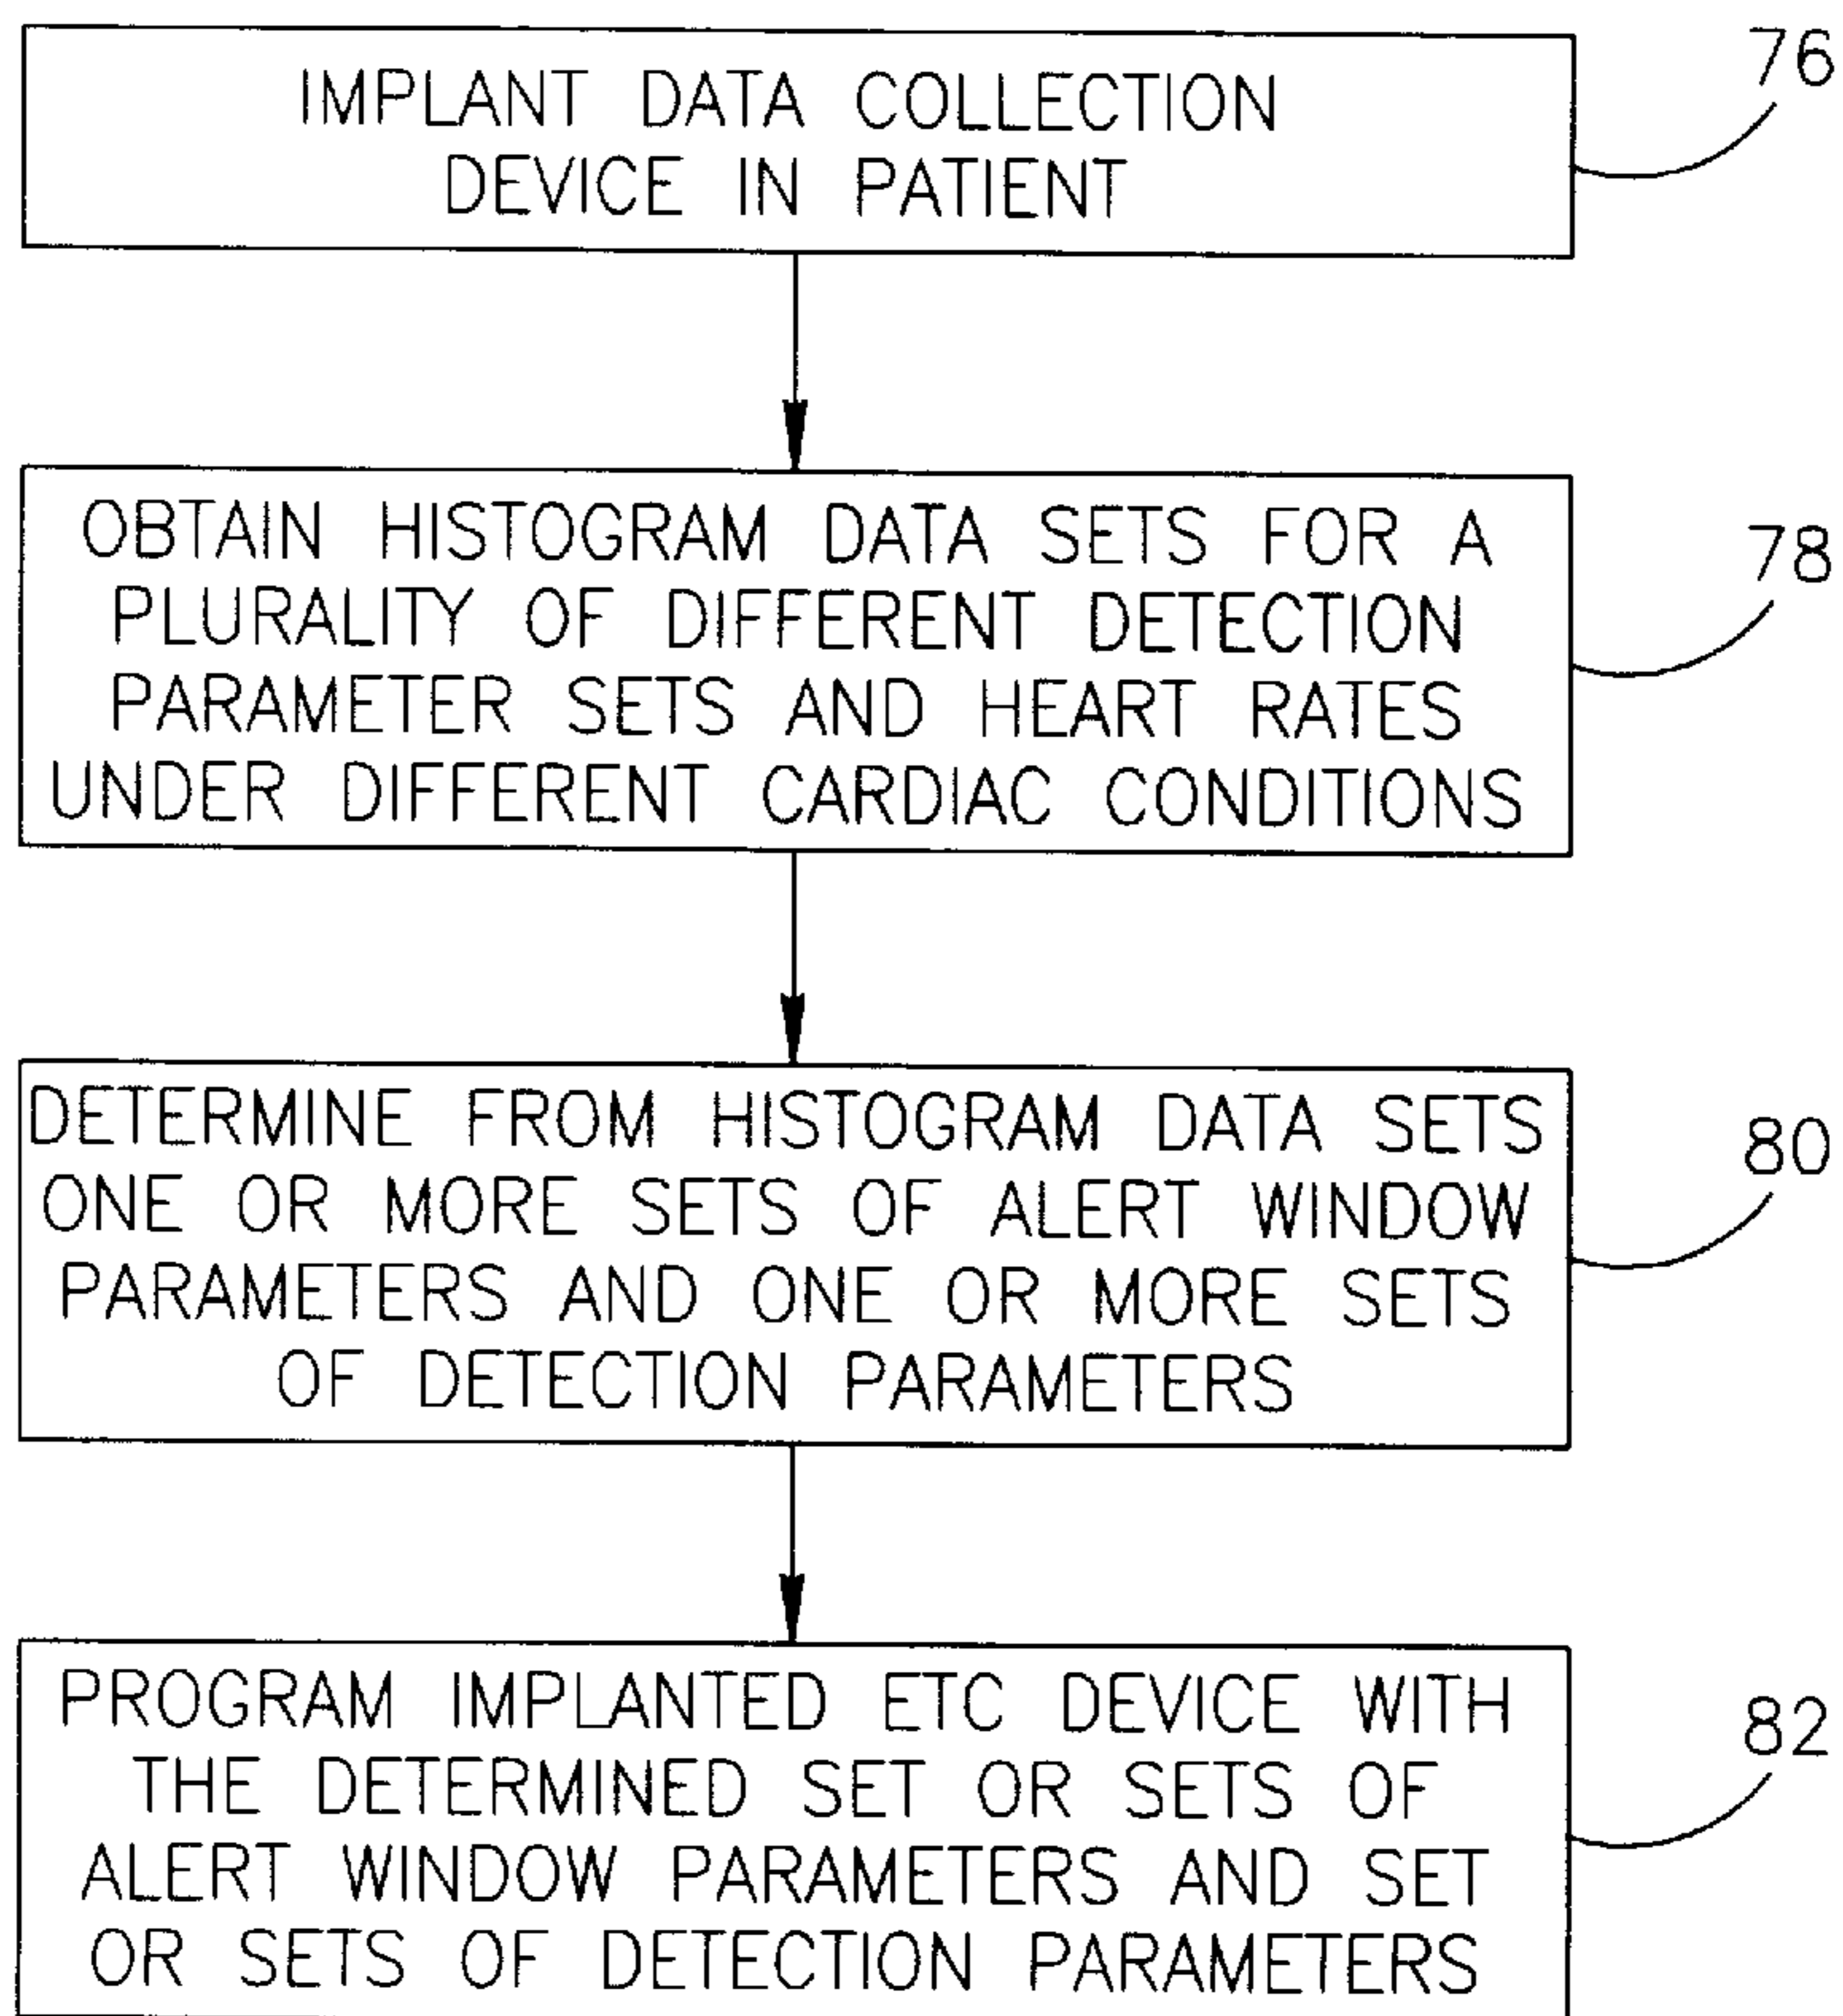 IMPLANT DATA COLLECTION
DEVICE IN PATIENT
76
OBTAIN HISTOGRAM DATA SETS FOR A
PLURALITY OF DIFFERENT DETECTION
PARAMETER SETS AND HEART RATES
UNDER DIFFERENT CARDIAC CONDITIONS
78
DETERMINE FROM HISTOGRAM DATA SETS
ONE OR MORE SETS OF ALERT WINDOW
PARAMETERS AND ONE OR MORE SETS
OF DETECTION PARAMETERS
80
PROGRAM IMPLANTED ETC DEVICE WITH
THE DETERMINED SET OR SETS OF
ALERT WINDOW PARAMETERS AND SET
OR SETS OF DETECTION PARAMETERS
82